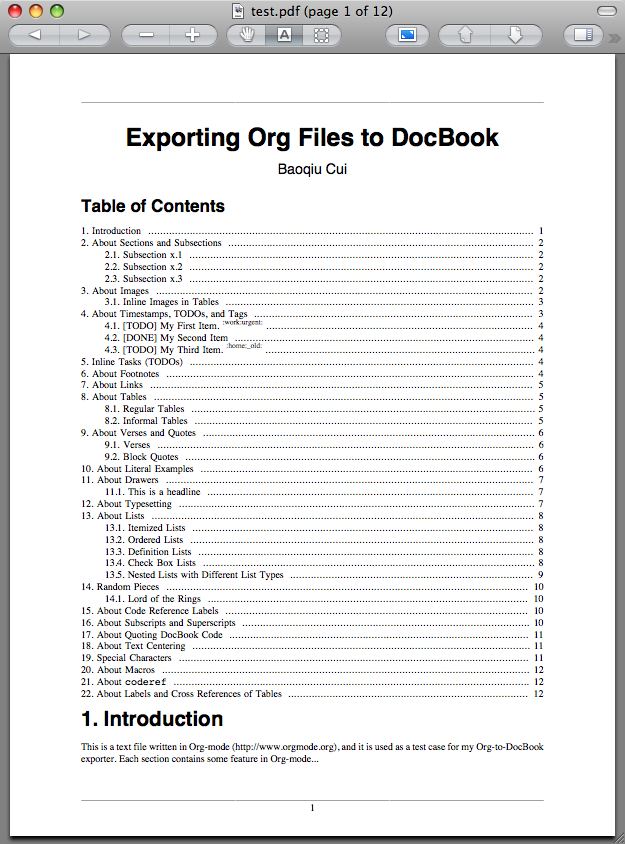 test.pdf (page 1 of 12)
A
Exporting Org Files to DocBook
Baoqiu Cui
Table of Contents
1. Introduction ........ 1
2. About Sections and Subsections ........ 2
2.1. Subsection x.1 ........ 2
2.2. Subsection x.2 ........ 2
2.3. Subsection x.3 ........ 2
3. About Images ........ 2
3.1. Inline Images in Tables ........ 3
4. About Timestamps, TODOs, and Tags ........ 3
4.1. [TODO] My First Item. :work:urgent: ........ 4
4.2. [DONE] My Second Item ........ 4
4.3. [TODO] My Third Item. :home:_old: ........ 4
5. Inline Tasks (TODOs) ........ 4
6. About Footnotes ........ 4
7. About Links ........ 5
8. About Tables ........ 5
8.1. Regular Tables ........ 5
8.2. Informal Tables ........ 5
9. About Verses and Quotes ........ 6
9.1. Verses ........ 6
9.2. Block Quotes ........ 6
10. About Literal Examples ........ 6
11. About Drawers ........ 7
11.1. This is a headline ........ 7
12. About Typesetting ........ 7
13. About Lists ........ 8
13.1. Itemized Lists ........ 8
13.2. Ordered Lists ........ 8
13.3. Definition Lists ........ 8
13.4. Check Box Lists ........ 8
13.5. Nested Lists with Different List Types ........ 9
14. Random Pieces ........ 10
14.1. Lord of the Rings ........ 10
15. About Code Reference Labels ........ 10
16. About Subscripts and Superscripts ........ 10
17. About Quoting DocBook Code ........ 11
18. About Text Centering ........ 11
19. Special Characters ........ 11
20. About Macros ........ 12
21. About coderef ........ 12
22. About Labels and Cross References of Tables ........ 12
1. Introduction
This is a text file written in Org-mode (http://www.orgmode.org), and it is used as a test case for my Org-to-DocBook
exporter. Each section contains some feature in Org-mode...
1